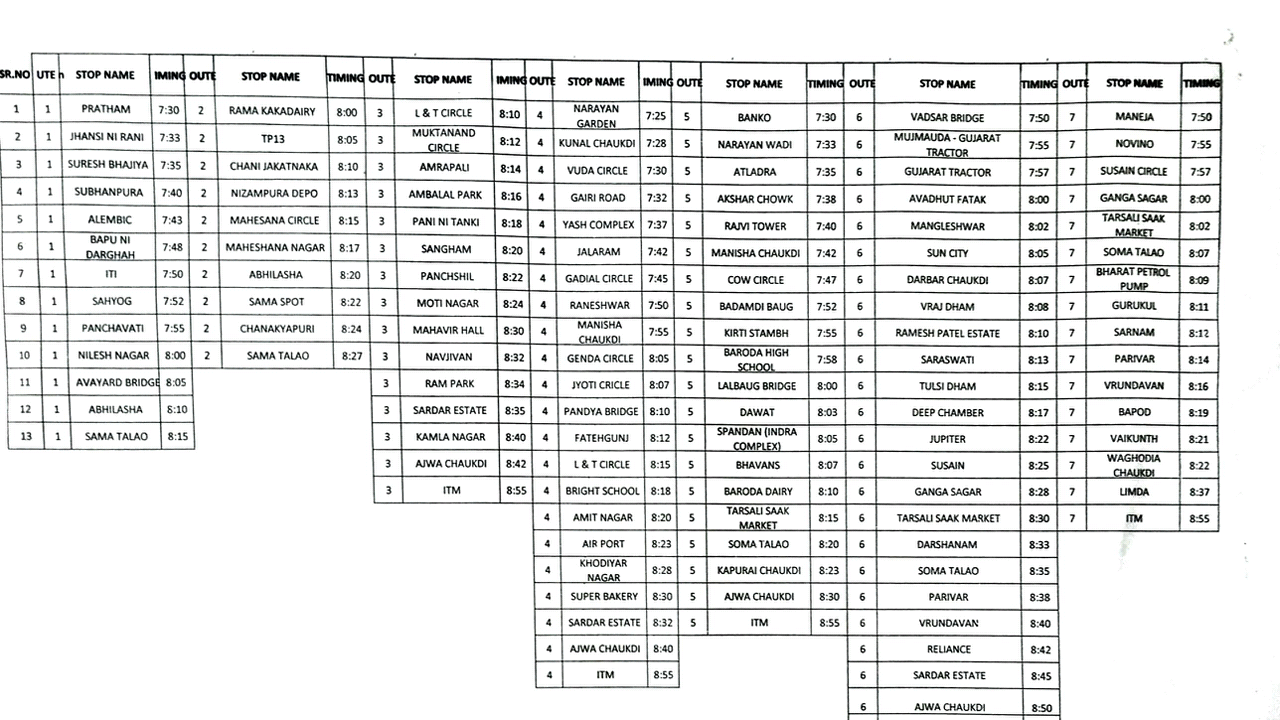 SR.NO UTE n STOP NAME IMING OUTE STOP NAME TIMING OUTE STOP NAME IMING OUTE STOP NAME IMING OUTE STOP NAME TIMING OUTE STOP NAME TIMING OUTE STOP NAME TIMING
1 1 PRATHAM 7:30 2 RAMA KAKADAIRY 8:00 3 L & T CIRCLE 8:10 4 NARAYAN GARDEN 7:25 5 BANKO 7:30 6 VADSAR BRIDGE 7:50 7 MANEJA 7:50
2 1 JHANSI NI RANI 7:33 2 TP13 8:05 3 MUKTANAND CIRCLE 8:12 4 KUNAL CHAUKDI 7:28 5 NARAYAN WADI 7:33 6 MUJMAUDA - GUJARAT TRACTOR 7:55 7 NOVINO 7:55
3 1 SURESH BHAJIYA 7:35 2 CHANI JAKATNAKA 8:10 3 AMRAPALI 8:14 4 VUDA CIRCLE 7:30 5 ATLADRA 7:35 6 GUJARAT TRACTOR 7:57 7 SUSAIN CIRCLE 7:57
4 1 SUBHANPURA 7:40 2 NIZAMPURA DEPO 8:13 3 AMBALAL PARK 8:16 4 GAIRI ROAD 7:32 5 AKSHAR CHOWK 7:38 6 AVADHUT FATAK 8:00 7 GANGA SAGAR 8:00
5 1 ALEMBIC 7:43 2 MAHESANA CIRCLE 8:15 3 PANI NI TANKI 8:18 4 YASH COMPLEX 7:37 5 RAJVI TOWER 7:40 6 MANGLESHWAR 8:02 7 TARSALI SAAK MARKET 8:02
6 1 BAPU NI DARGHAH 7:48 2 MAHESHANA NAGAR 8:17 3 SANGHAM 8:20 4 JALARAM 7:42 5 MANISHA CHAUKDI 7:42 6 SUN CITY 8:05 7 SOMA TALAO 8:07
7 1 ITI 7:50 2 ABHILASHA 8:20 3 PANCHSHIL 8:22 4 GADIAL CIRCLE 7:45 5 COW CIRCLE 7:47 6 DARBAR CHAUKDI 8:07 7 BHARAT PETROL PUMP 8:09
8 1 SAHYOG 7:52 2 SAMA SPOT 8:22 3 MOTI NAGAR 8:24 4 RANESHWAR 7:50 5 BADAMDI BAUG 7:52 6 VRAJ DHAM 8:08 7 GURUKUL 8:11
9 1 PANCHAVATI 7:55 2 CHANAKYAPURI 8:24 3 MAHAVIR HALL 8:30 4 MANISHA CHAUKDI 7:55 5 KIRTI STAMBH 7:55 6 RAMESH PATEL ESTATE 8:10 7 SARNAM 8:12
10 1 NILESH NAGAR 8:00 2 SAMA TALAO 8:27 3 NAVJIVAN 8:32 4 GENDA CIRCLE 8:05 5 BARODA HIGH SCHOOL 7:58 6 SARASWATI 8:13 7 PARIVAR 8:14
11 1 AVAYARD BRIDGE 8:05 3 RAM PARK 8:34 4 JYOTI CRICLE 8:07 5 LALBAUG BRIDGE 8:00 6 TULSI DHAM 8:15 7 VRUNDAVAN 8:16
12 1 ABHILASHA 8:10 3 SARDAR ESTATE 8:35 4 PANDYA BRIDGE 8:10 5 DAWAT 8:03 6 DEEP CHAMBER 8:17 7 BAPOD 8:19
13 1 SAMA TALAO 8:15 3 KAMLA NAGAR 8:40 4 FATEHGUNJ 8:12 5 SPANDAN (INDRA COMPLEX) 8:05 6 JUPITER 8:22 7 VAIKUNTH 8:21
3 AJWA CHAUKDI 8:42 4 L & T CIRCLE 8:15 5 BHAVANS 8:07 6 SUSAIN 8:25 7 WAGHODIA CHAUKDI 8:22
3 ITM 8:55 4 BRIGHT SCHOOL 8:18 5 BARODA DAIRY 8:10 6 GANGA SAGAR 8:28 7 LIMDA 8:37
4 AMIT NAGAR 8:20 5 TARSALI SAAK MARKET 8:15 6 TARSALI SAAK MARKET 8:30 7 ITM 8:55
4 AIR PORT 8:23 5 SOMA TALAO 8:20 6 DARSHANAM 8:33
4 KHODIYAR NAGAR 8:28 5 KAPURAI CHAUKDI 8:23 6 SOMA TALAO 8:35
4 SUPER BAKERY 8:30 5 AJWA CHAUKDI 8:30 6 PARIVAR 8:38
4 SARDAR ESTATE 8:32 5 ITM 8:55 6 VRUNDAVAN 8:40
4 AJWA CHAUKDI 8:40 6 RELIANCE 8:42
4 ITM 8:55 6 SARDAR ESTATE 8:45
6 AJWA CHAUKDI 8:50